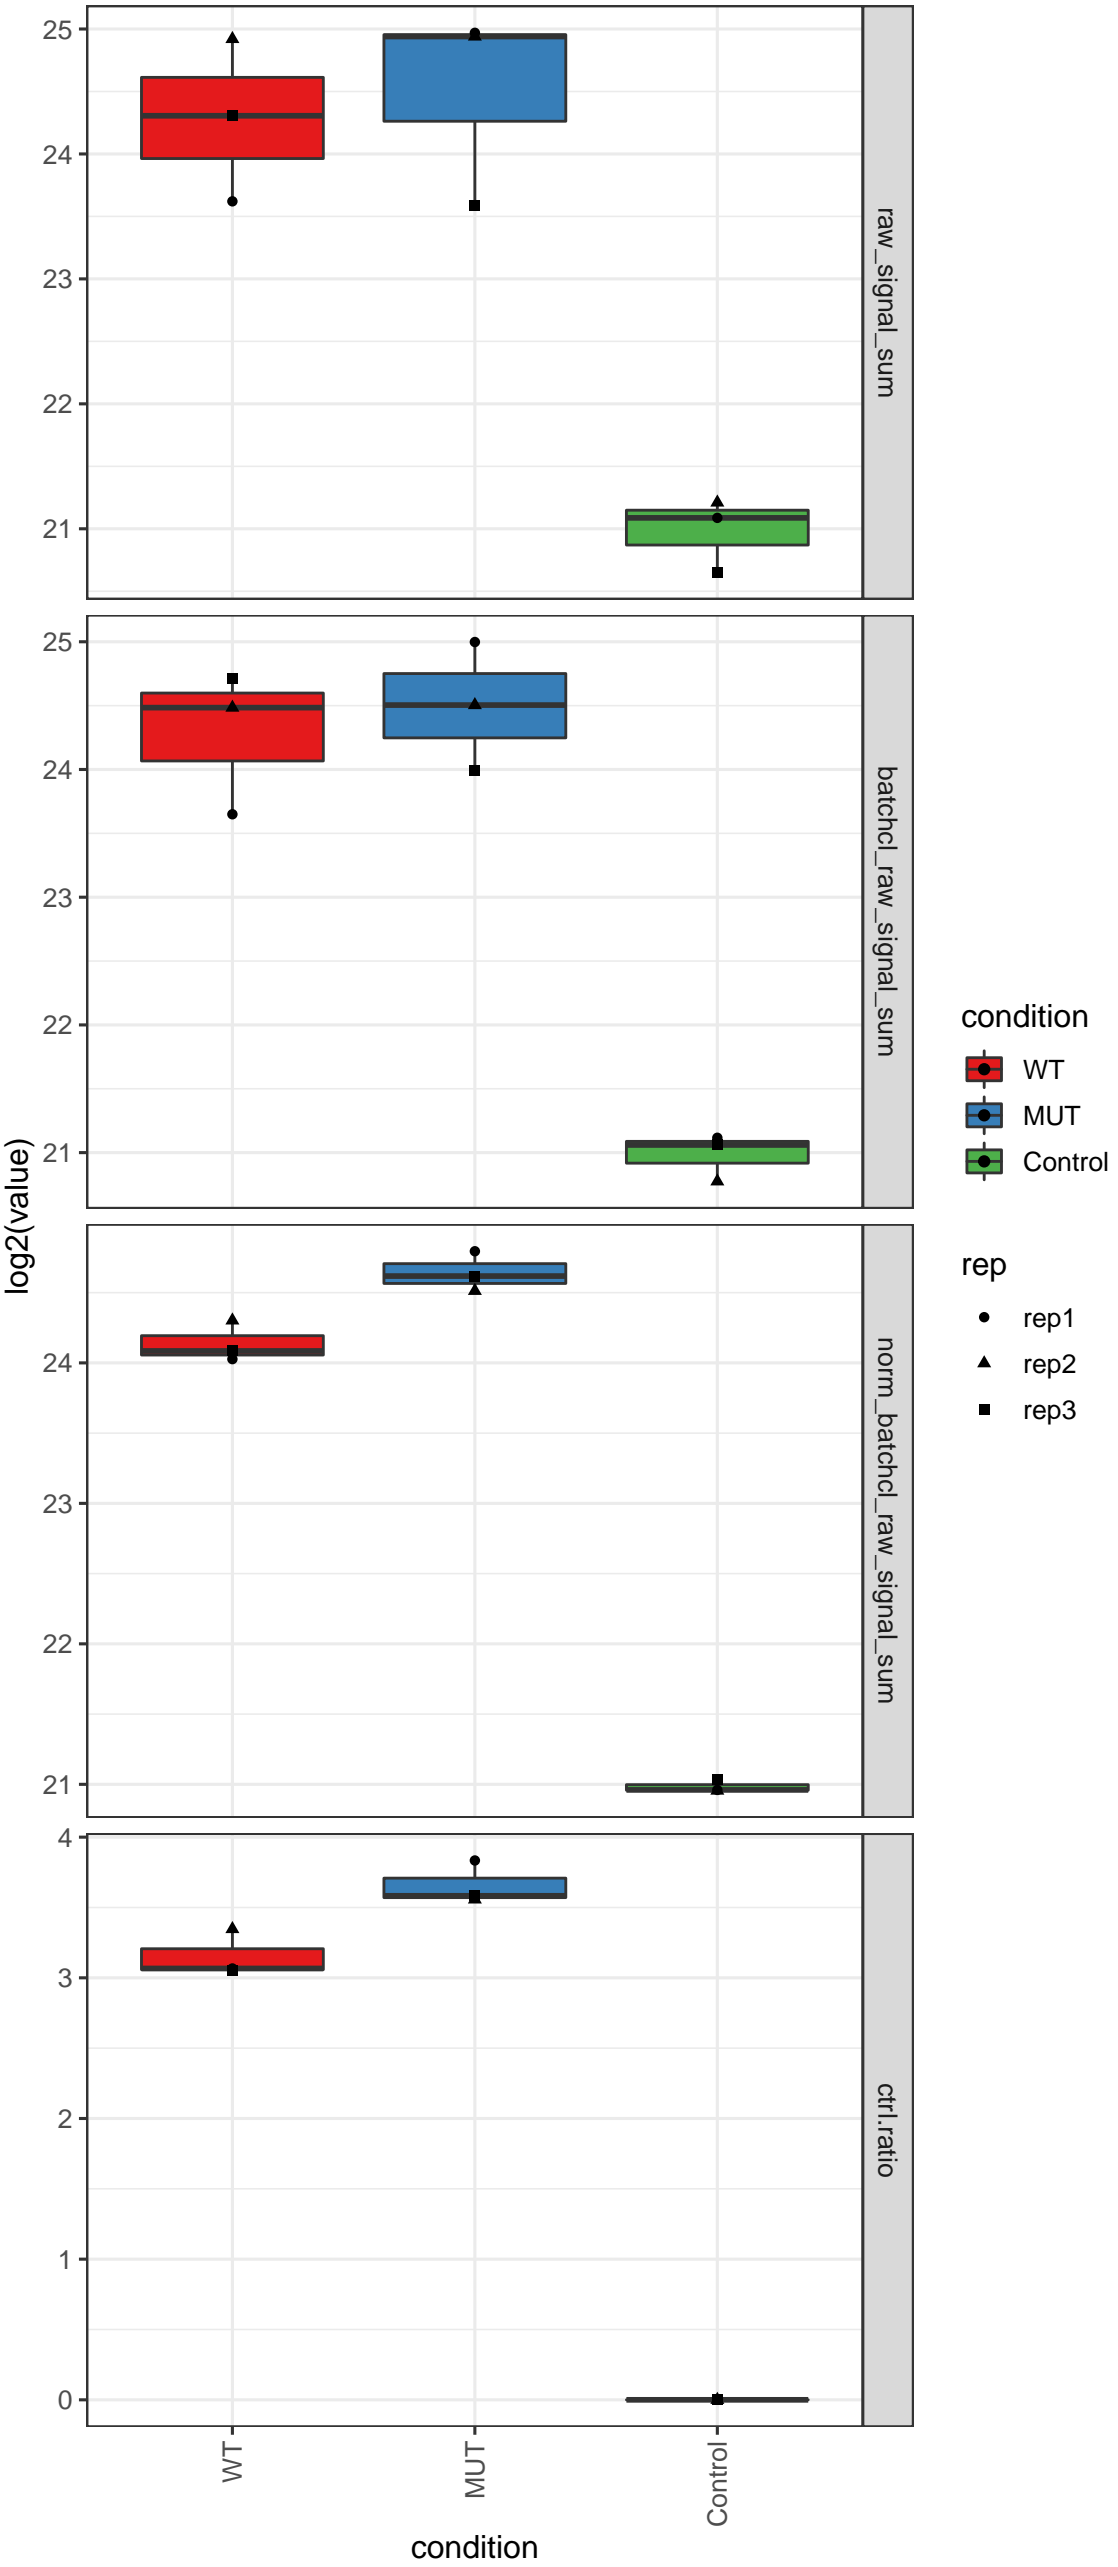 25
24
23
22
21
raw_signal_sum
25
24
23
22
21
batchcl_raw_signal_sum
24
23
22
21
norm_batchcl_raw_signal_sum
4
3
2
1
0
ctrl.ratio
log2(value)
WT
MUT
Control
condition
condition
WT
MUT
Control
rep
rep1
rep2
rep3